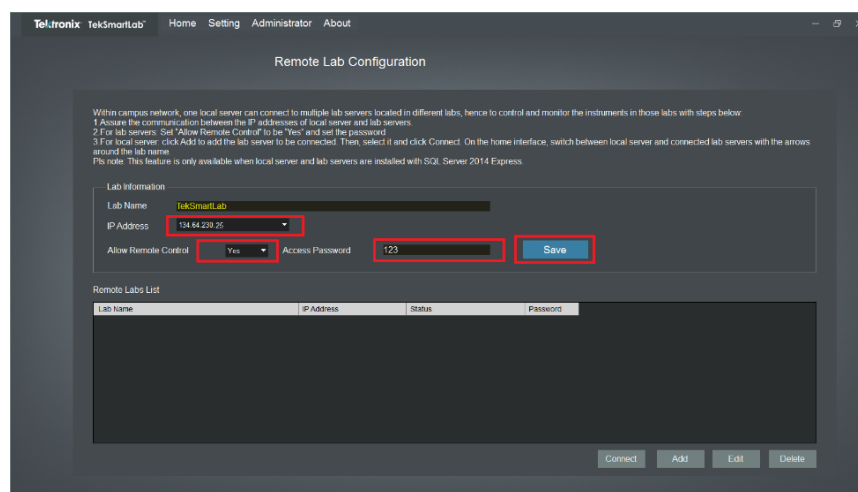 Tektronix TekSmartLab™ Home Setting Administrator About
Remote Lab Configuration
Within campus network, one local server can connect to multiple lab servers located in different labs, hence to control and monitor the instruments in those labs with steps below:
1.Assure the communication between the IP addresses of local server and lab servers.
2.For lab servers: Set "Allow Remote Control" to be "Yes" and set the password
3.For local server: click Add to add the lab server to be connected. Then, select it and click Connect. On the home interface, switch between local server and connected lab servers with the arrows
around the lab name.
Pls note: This feature is only available when local server and lab servers are installed with SQL Server 2014 Express.
Lab Information
Lab Name TekSmartLab
IP Address 134.64.230.25
Allow Remote Control Yes Access Password 123 Save
Remote Labs List
Lab Name IP Address Status Password
Connect Add Edit Delete